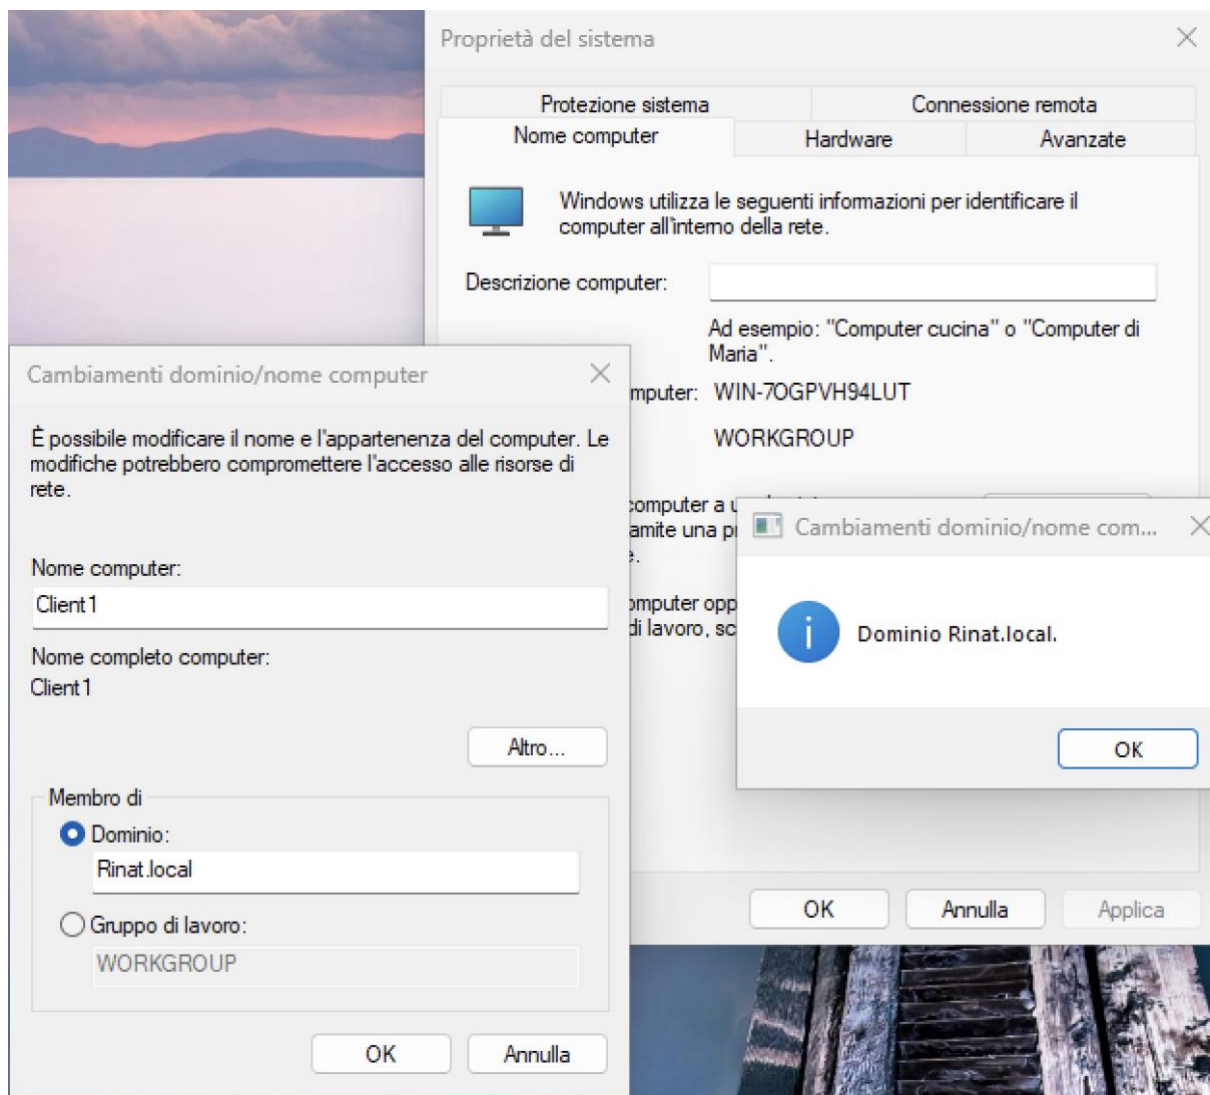 Proprietà del sistema
Protezione sistema
Connessione remota
Nome computer
Hardware
Avanzate
Windows utilizza le seguenti informazioni per identificare il
computer all'interno della rete.
Descrizione computer:
Ad esempio: "Computer cucina" o "Computer di
Maria".
mputer: WIN-7OGPVH94LUT
WORKGROUP
computer a
amite una
omputer opp
di lavoro, sc
OK
Annulla
Applica
Cambiamenti dominio/nome computer
È possibile modificare il nome e l'appartenenza del computer. Le
modifiche potrebbero compromettere l'accesso alle risorse di
rete.
Nome computer:
Client1
Nome completo computer:
Client1
Altro...
Membro di
Dominio:
Rinat.local
Gruppo di lavoro:
WORKGROUP
OK
Annulla
Cambiamenti dominio/nome com...
Dominio Rinat.local.
OK